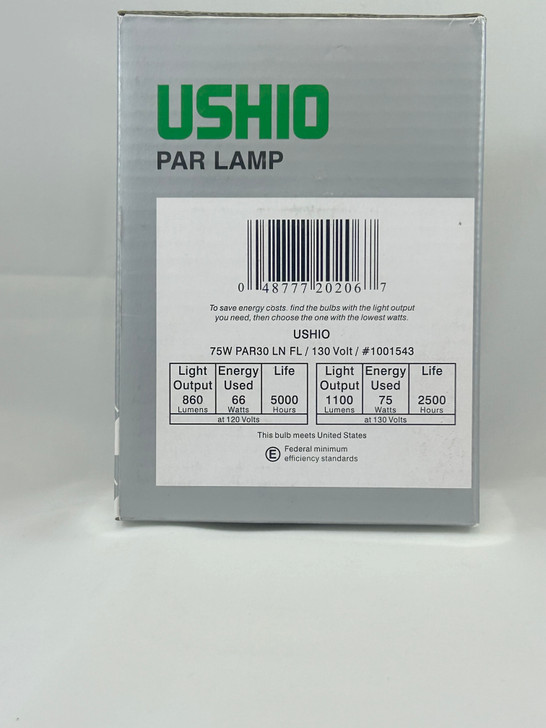 USHIO
PAR LAMP
0 48777 20206 7
To save energy costs. find the bulbs with the light output
you need, then choose the one with the lowest watts.
USHIO
75W PAR30 LN FL / 130 Volt / #1001543
Light Output 860 Lumens Energy Used 66 Watts Life 5000 Hours
at 120 Volts
Light Output 1100 Lumens Energy Used 75 Watts Life 2500 Hours
at 130 Volts
This bulb meets United States
E Federal minimum
efficiency standards